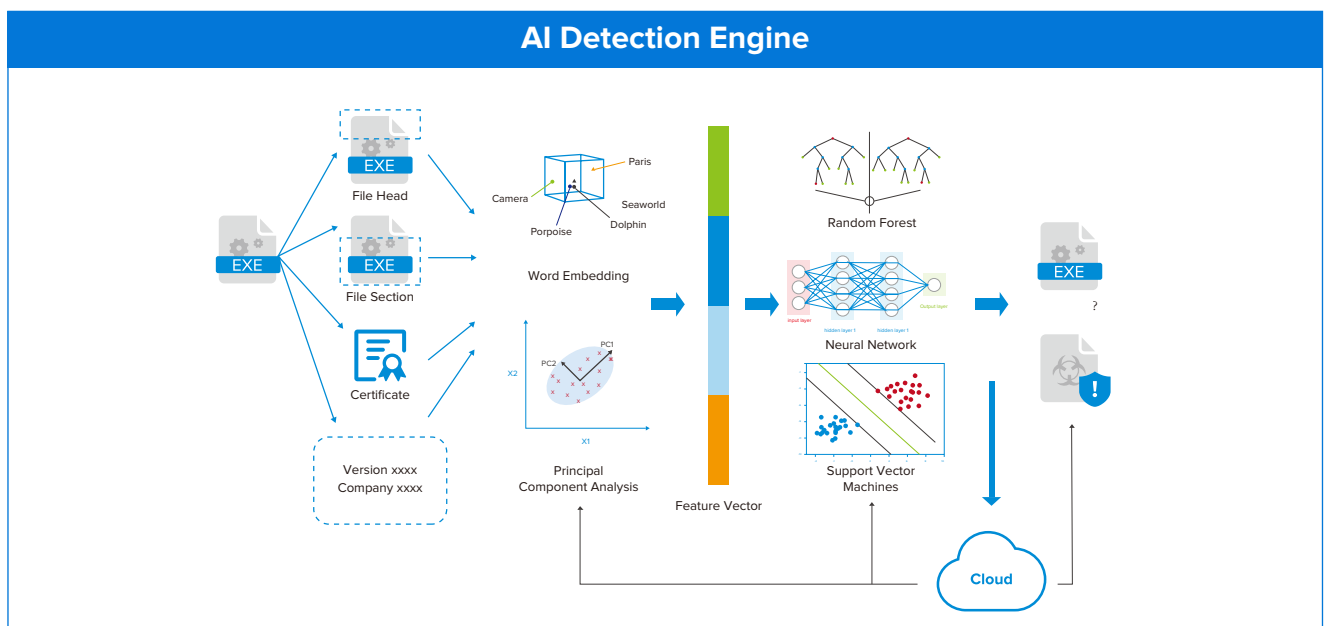 AI Detection Engine
EXE
EXE
File Head
EXE
File Section
Certificate
Version xxxx
Company xxxx
Paris
Camera
Seaworld
Dolphin
Porpoise
Word Embedding
PC1
PC2
X2
X1
Principal
Component Analysis
Feature Vector
Random Forest
Input layer
hidden layer 1
hidden layer 1
Output layer
Neural Network
Support Vector
Machines
EXE
?
!
Cloud